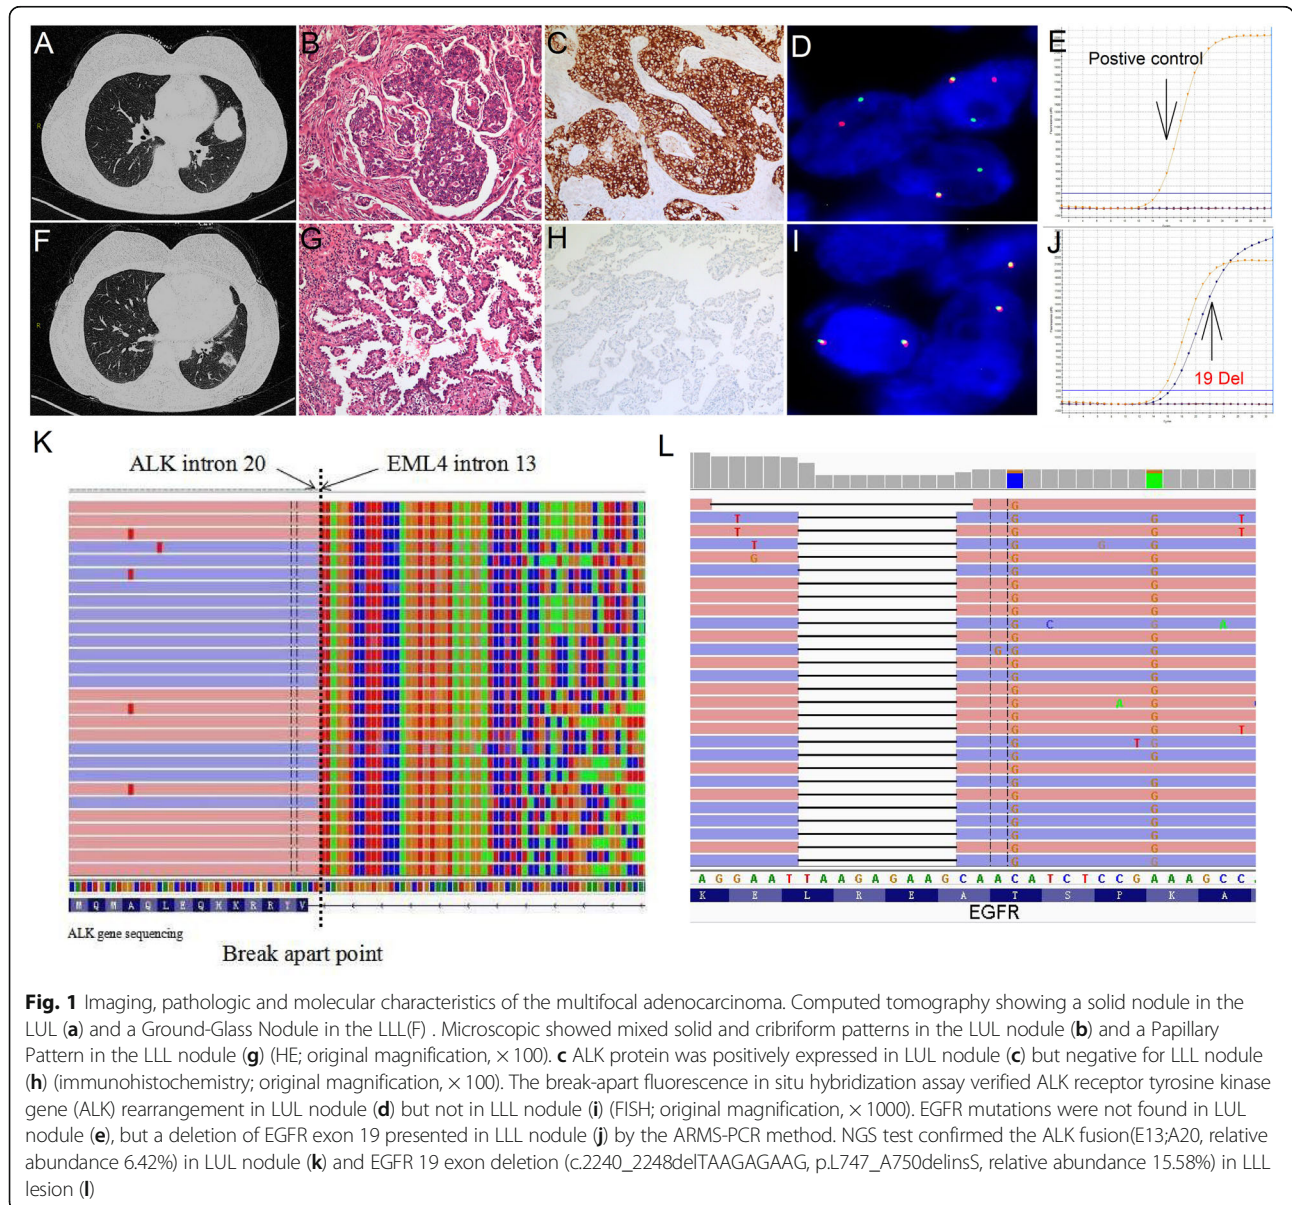 A
B
C
D
E
Postive control
F
G
H
I
J
19 Del
K
ALK intron 20
EML4 intron 13
M Q M A Q L E Q H K R R Y V
ALK gene sequencing
Break apart point
L
G
T G G T
T G G T
T G G G
G G G
G G
G G
G G
G G
G C G A
G G
G G G
G G
G G
G G
G A G
G G
G G T
G T G
G
G G
G G
G G
G G
G G
G G
G G
A G G A A T T A A G A G A A G C A A C A T C T C C G A A A G C C
K E L R E A T S P K A
EGFR
Fig. 1 Imaging, pathologic and molecular characteristics of the multifocal adenocarcinoma. Computed tomography showing a solid nodule in the
LUL (a) and a Ground-Glass Nodule in the LLL(F) . Microscopic showed mixed solid and cribriform patterns in the LUL nodule (b) and a Papillary
Pattern in the LLL nodule (g) (HE; original magnification, × 100). c ALK protein was positively expressed in LUL nodule (c) but negative for LLL nodule
(h) (immunohistochemistry; original magnification, × 100). The break-apart fluorescence in situ hybridization assay verified ALK receptor tyrosine kinase
gene (ALK) rearrangement in LUL nodule (d) but not in LLL nodule (i) (FISH; original magnification, × 1000). EGFR mutations were not found in LUL
nodule (e), but a deletion of EGFR exon 19 presented in LLL nodule (j) by the ARMS-PCR method. NGS test confirmed the ALK fusion(E13;A20, relative
abundance 6.42%) in LUL nodule (k) and EGFR 19 exon deletion (c.2240_2248delTAAGAGAAG, p.L747_A750delinsS, relative abundance 15.58%) in LLL
lesion (l)